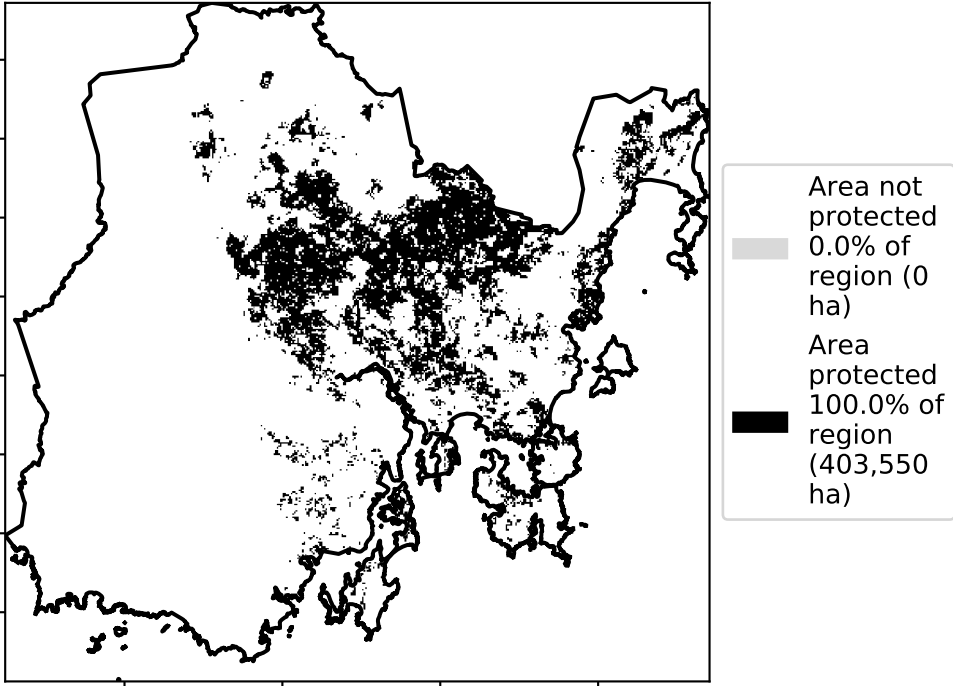 Area not
protected
0.0% of
region (0
ha)
Area
protected
100.0% of
region
(403,550
ha)